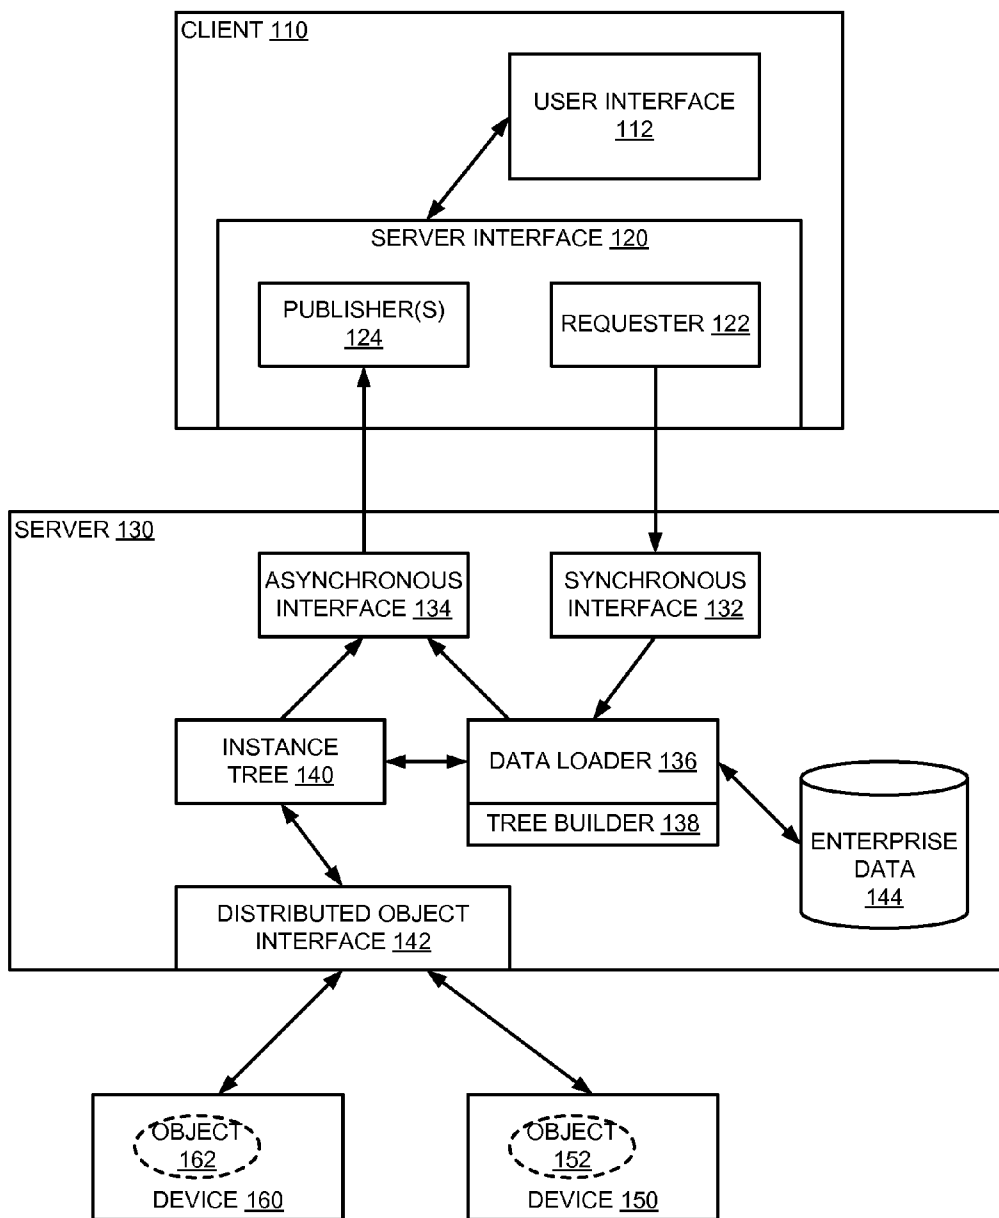 CLIENT 110
USER INTERFACE
112
SERVER INTERFACE 120
PUBLISHER(S)
124
REQUESTER 122
SERVER 130
ASYNCHRONOUS
INTERFACE 134
SYNCHRONOUS
INTERFACE 132
INSTANCE
TREE 140
DATA LOADER 136
TREE BUILDER 138
ENTERPRISE
DATA
144
DISTRIBUTED OBJECT
INTERFACE 142
OBJECT
162
DEVICE 160
OBJECT
152
DEVICE 150